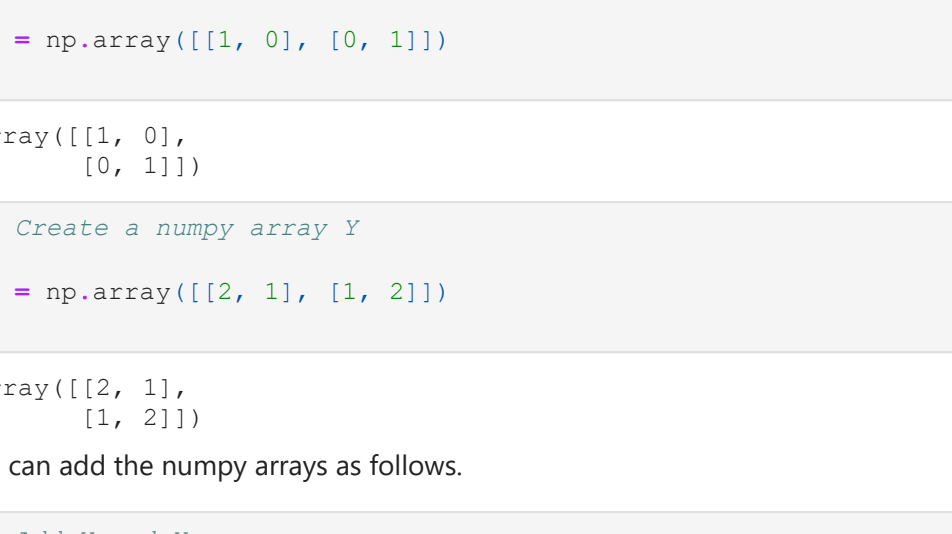 = np.array([[1, 0], [0, 1]])
ray([[1, 0],
[0, 1]])
Create a numpy array Y
= np.array([[2, 1], [1, 2]])
ray([[2, 1],
[1, 2]])
can add the numpy arrays as follows.